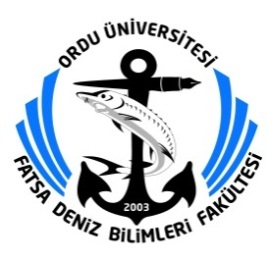 ORDU ÜNİVERSİTESİ
2003
FATSA DENİZ BİLİMLERİ FAKÜLTESİ